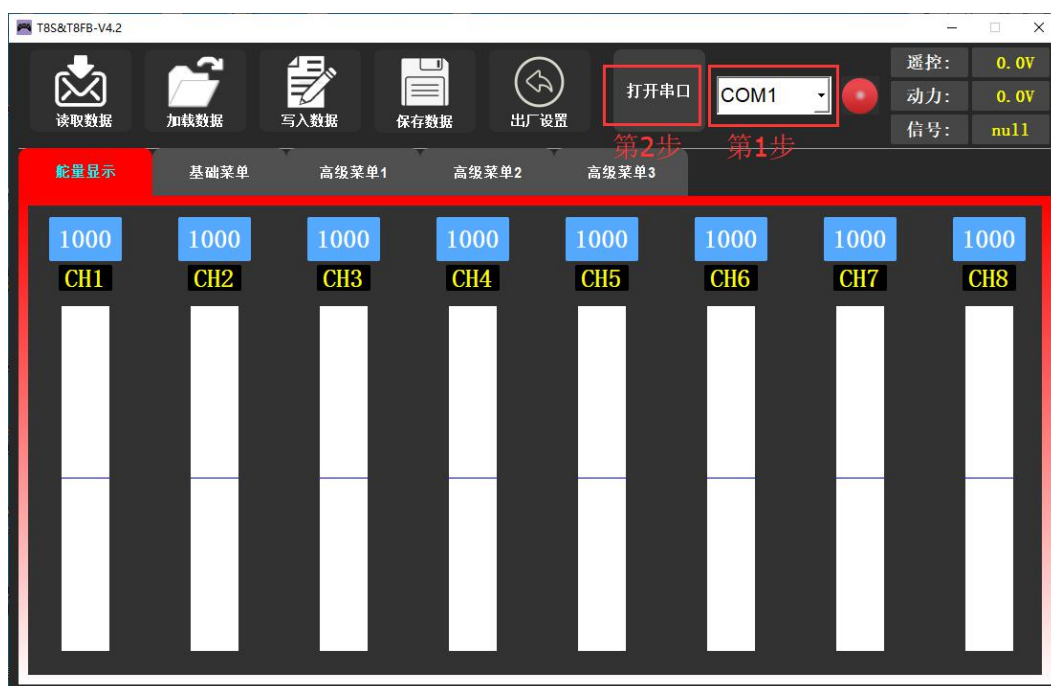 T8S&T8FB-V4.2
读取数据 加载数据 写入数据 保存数据 出厂设置 打开串口 COM1
遥控: 0.0V
动力: 0.0V
信号: null
第2步 第1步
舵量显示 基础菜单 高级菜单1 高级菜单2 高级菜单3
1000 1000 1000 1000 1000 1000 1000 1000
CH1 CH2 CH3 CH4 CH5 CH6 CH7 CH8